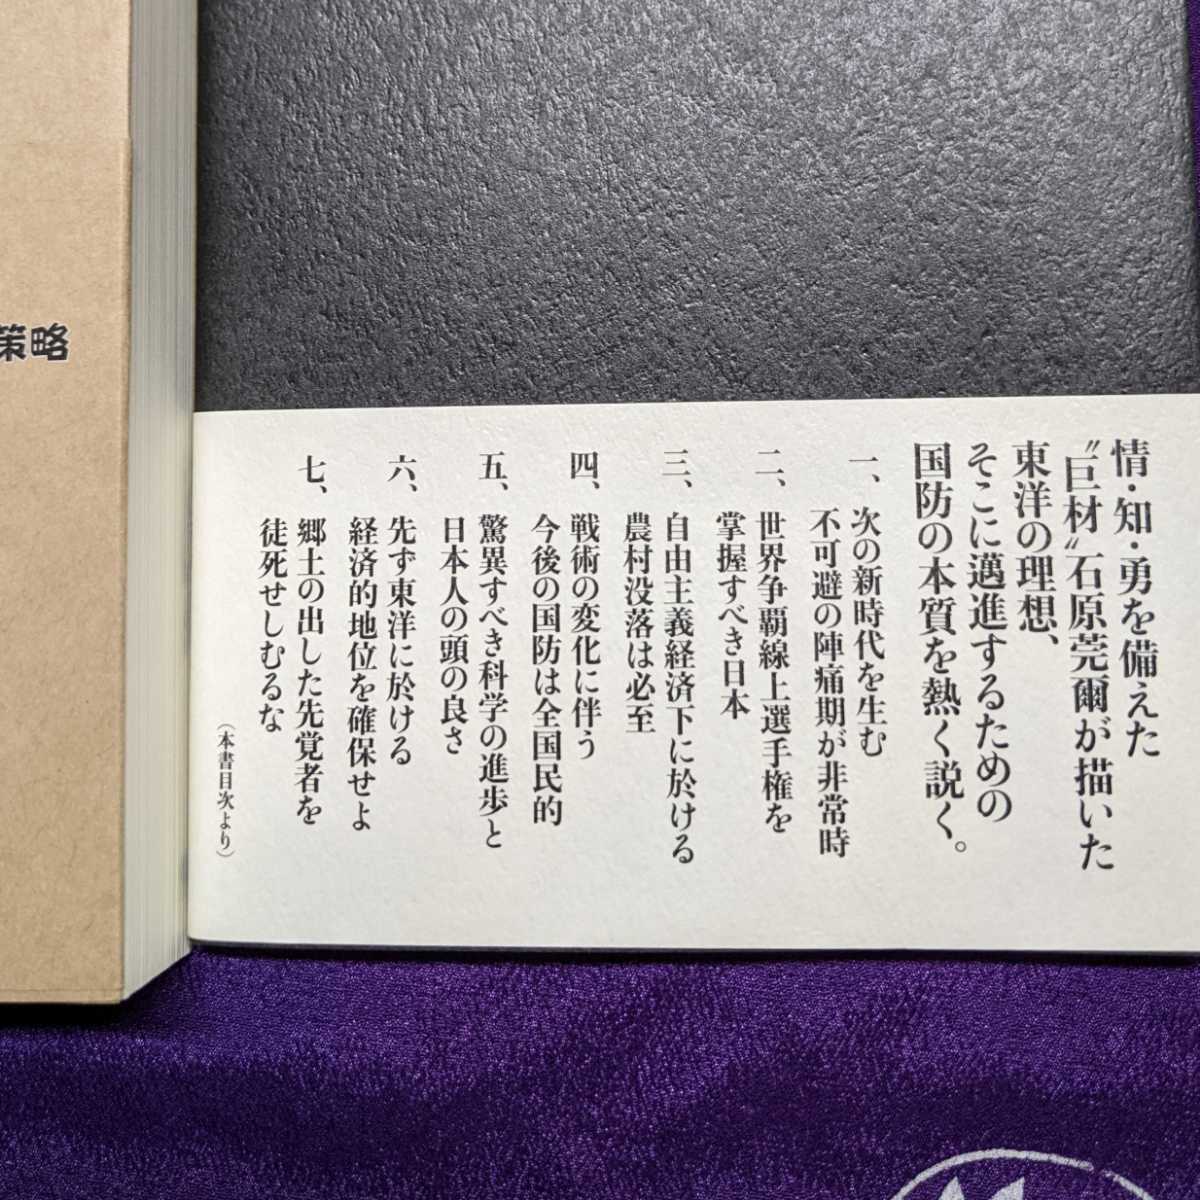 情・知・勇を備えた
〝巨材〟石原莞爾が描いた
東洋の理想、
そこに邁進するための
国防の本質を熱く説く。
一、次の新時代を生む
不可避の陣痛期が非常時
二、世界争覇線上選手権を
掌握すべき日本
三、自由主義経済下に於ける
農村没落は必至
四、戦術の変化に伴う
今後の国防は全国民的
五、驚異すべき科学の進歩と
日本人の頭の良さ
六、先ず東洋に於ける
経済的地位を確保せよ
七、郷土の出した先覚者を
徒死せしむるな
(本書目次より)
策略